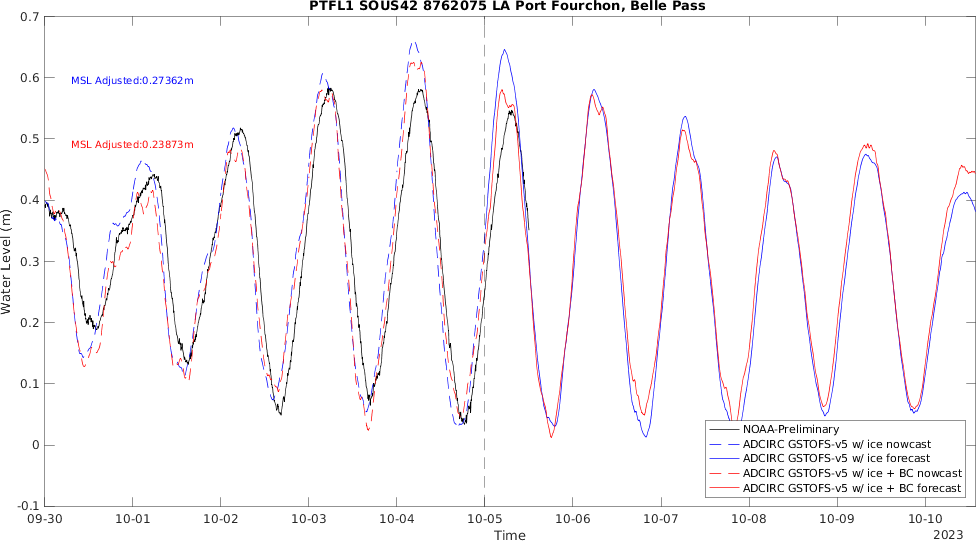 PTFL1 SOUS42 8762075 LA Port Fourchon, Belle Pass
0.7
0.6
0.5
0.4
0.3
0.2
0.1
0
-0.1
Water Level (m)
MSL Adjusted:0.27362m
MSL Adjusted:0.23873m
NOAA-Preliminary
ADCIRC GSTOFS-v5 w/ ice nowcast
ADCIRC GSTOFS-v5 w/ ice forecast
ADCIRC GSTOFS-v5 w/ ice + BC nowcast
ADCIRC GSTOFS-v5 w/ ice + BC forecast
09-30 10-01 10-02 10-03 10-04 10-05 10-06 10-07 10-08 10-09 10-10
Time
2023